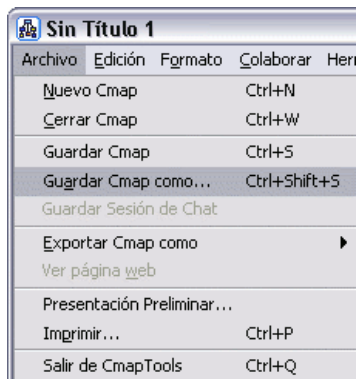 Sin Título 1
Archivo Edición Formato Colaborar Her
Nuevo Cmap Ctrl+N
Cerrar Cmap Ctrl+W
Guardar Cmap Ctrl+S
Guardar Cmap como... Ctrl+Shift+S
Guardar Sesión de Chat
Exportar Cmap como
Ver página web
Presentación Preliminar...
Imprimir... Ctrl+P
Salir de CmapTools Ctrl+Q